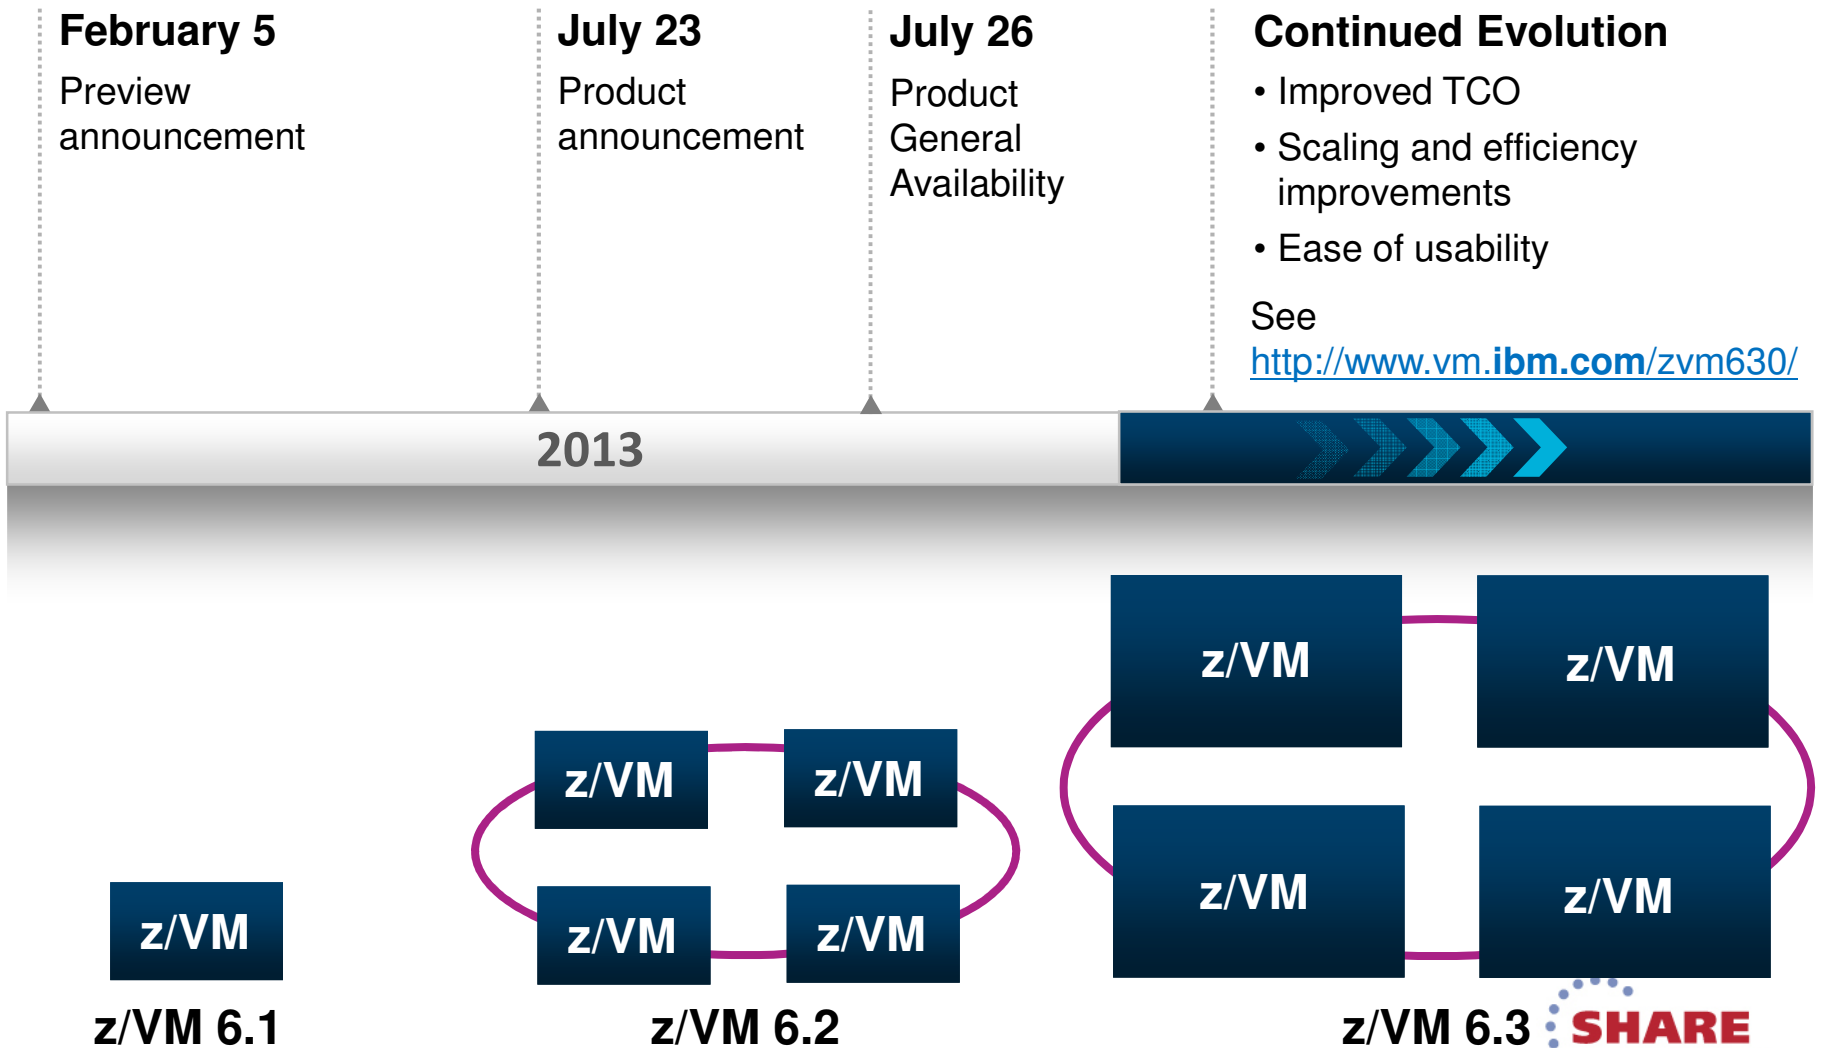 February 5
Preview
announcement
July 23
Product
announcement
July 26
Product
General
Availability
Continued Evolution
• Improved TCO
• Scaling and efficiency
improvements
• Ease of usability
See
http://www.vm.ibm.com/zvm630/
2013
z/VM
z/VM 6.1
z/VM
z/VM
z/VM
z/VM
z/VM 6.2
z/VM
z/VM
z/VM
z/VM
z/VM 6.3
SHARE